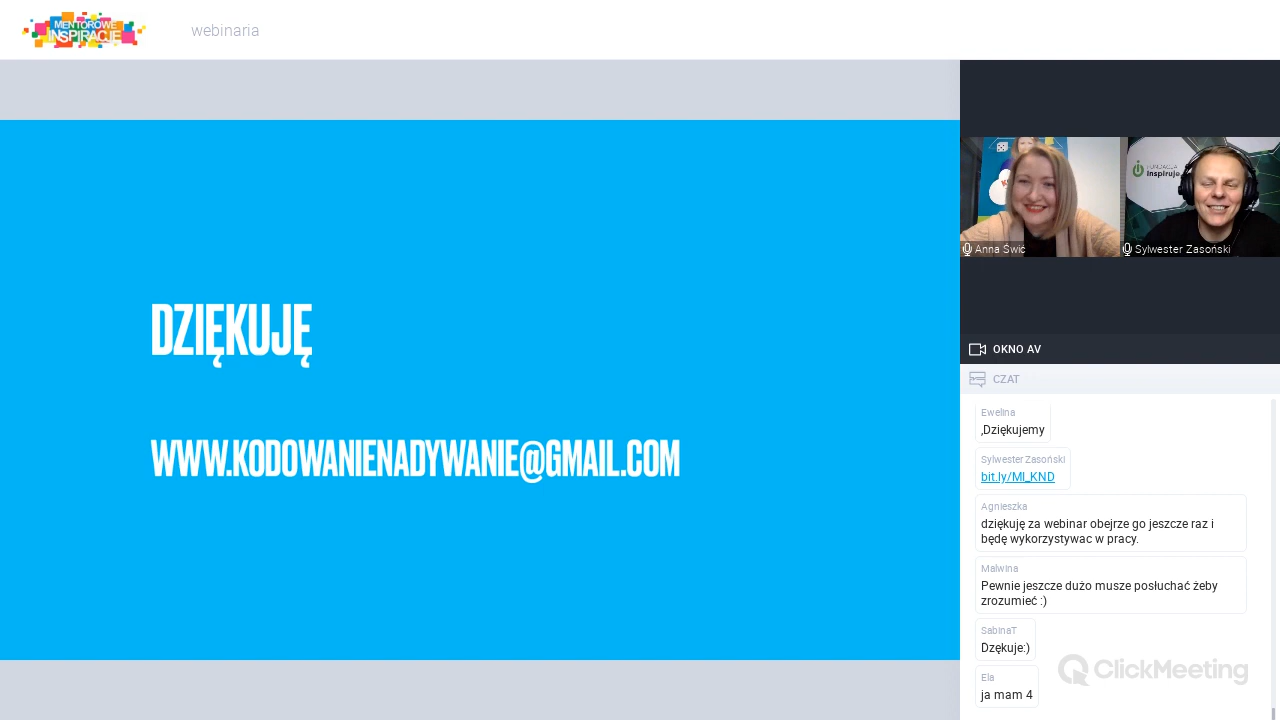 MENTOROWE
INSPIRACJE
webinaria
DZIĘKUJĘ
WWW.KODOWANIENADYWANIE@GMAIL.COM
FUNDACJA
Inspiruje
Anna Świć
Sylwester Zasoński
OKNO AV
CZAT
Ewelina
,Dziękujemy
Sylwester Zasoński
bit.ly/MI_KND
Agnieszka
dziękuję za webinar obejrze go jeszcze raz i
będę wykorzystywac w pracy.
Malwina
Pewnie jeszcze dużo musze posłuchać żeby
zrozumieć :)
SabinaT
Dzękuje:)
Ela
ja mam 4
ClickMeeting